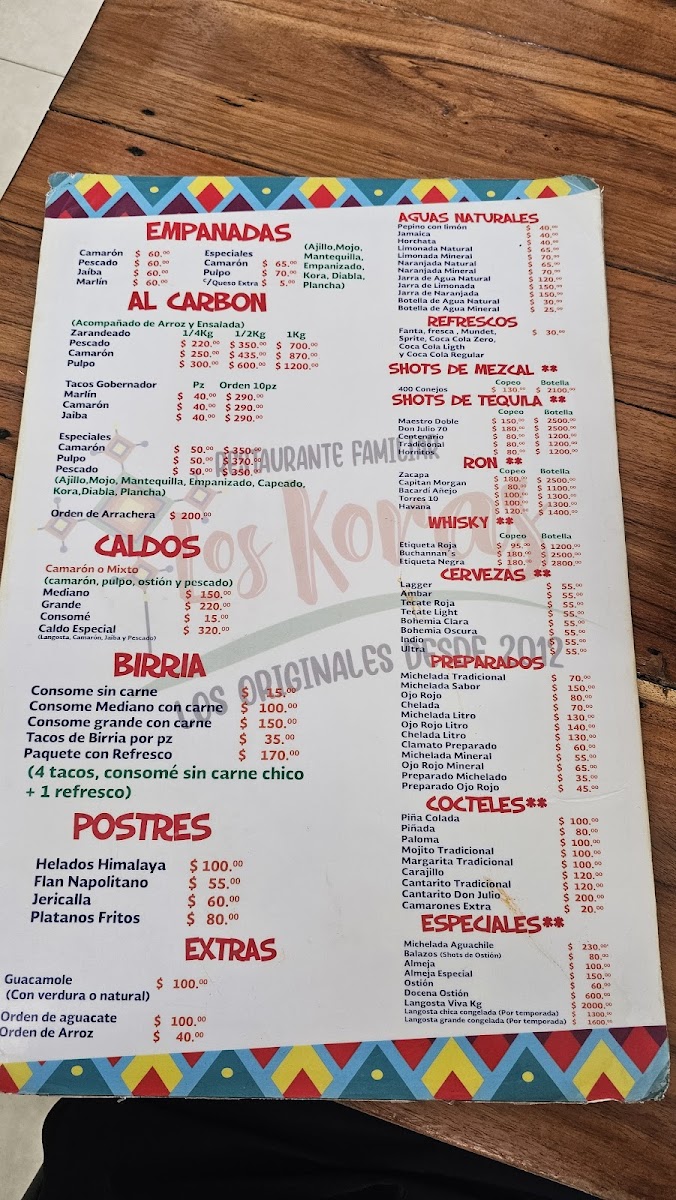 EMPANADAS
Camarón $ 60.00
Pescado $ 60.00
Jaíba $ 60.00
Marlín $ 60.00
Especiales
Camarón $ 65.00
Pulpo $ 70.00
c/Queso Extra $ 5.00
(Ajillo,Mojo,
Mantequilla,
Empanizado,
Kora, Diabla,
Plancha)
AL CARBON
(Acompañado de Arroz y Ensalada)
Zarandeado 1/4Kg 1/2Kg 1Kg
Pescado $ 220.00 $ 350.00 $ 700.00
Camarón $ 250.00 $ 435.00 $ 870.00
Pulpo $ 300.00 $ 600.00 $ 1200.00
Tacos Gobernador Pz Orden 10pz
Marlín $ 40.00 $ 290.00
Camarón $ 40.00 $ 290.00
Jaiba $ 40.00 $ 290.00
Especiales
Camarón $ 50.00 $ 350.00
Pulpo $ 50.00 $ 370.00
Pescado $ 50.00 $ 350.00
(Ajillo,Mojo, Mantequilla, Empanizado, Capeado,
Kora,Diabla, Plancha)
Orden de Arrachera $ 200.00
CALDOS
Camarón o Mixto
(camarón, pulpo, ostión y pescado)
Mediano $ 150.00
Grande $ 220.00
Consomé $ 15.00
Caldo Especial $ 320.00
(Langosta, Camarón, Jaiba y Pescado)
BIRRIA
Consome sin carne $ 15.00
Consome Mediano con carne $ 100.00
Consome grande con carne $ 150.00
Tacos de Birria por pz $ 35.00
Paquete con Refresco $ 170.00
(4 tacos, consomé sin carne chico
+ 1 refresco)
POSTRES
Helados Himalaya $ 100.00
Flan Napolitano $ 55.00
Jericalla $ 60.00
Platanos Fritos $ 80.00
EXTRAS
Guacamole $ 100.00
(Con verdura o natural)
Orden de aguacate $ 100.00
Orden de Arroz $ 40.00
RESTAURANTE FAMILIAR
Los Koras
LOS ORIGINALES DESDE 2012
AGUAS NATURALES
Pepino con limón $ 40.00
Jamaica $ 40.00
Horchata $ 40.00
Limonada Natural $ 65.00
Limonada Mineral $ 70.00
Naranjada Natural $ 65.00
Naranjada Mineral $ 70.00
Jarra de Agua Natural $ 120.00
Jarra de Limonada $ 150.00
Jarra de Naranjada $ 150.00
Botella de Agua Natural $ 30.00
Botella de Agua Mineral $ 25.00
REFRESCOS
Fanta, fresca , Mundet, $ 30.00
Sprite, Coca Cola Zero,
Coca Cola Ligth
y Coca Cola Regular
SHOTS DE MEZCAL **
Copeo Botella
400 Conejos $ 130.00 $ 2100.00
SHOTS DE TEQUILA **
Copeo Botella
Maestro Doble $ 150.00 $ 2500.00
Don Julio 70 $ 180.00 $ 2500.00
Centenario $ 80.00 $ 1200.00
Tradicional $ 80.00 $ 1200.00
Hornitos $ 80.00 $ 1200.00
RON **
Copeo Botella
Zacapa $ 180.00 $ 2500.00
Capitan Morgan $ 80.00 $ 1100.00
Bacardi Añejo $ 100.00 $ 1300.00
Torres 10 $ 100.00 $ 1300.00
Havana $ 120.00 $ 1400.00
WHISKY **
Copeo Botella
Etiqueta Roja $ 95.00 $ 1200.00
Buchannan´s $ 180.00 $ 2500.00
Etiqueta Negra $ 180.00 $ 2800.00
CERVEZAS **
Lagger $ 55.00
Ambar $ 55.00
Tecate Roja $ 55.00
Tecate Light $ 55.00
Bohemia Clara $ 55.00
Bohemia Oscura $ 55.00
Indio $ 55.00
Ultra $ 55.00
PREPARADOS
Michelada Tradicional $ 70.00
Michelada Sabor $ 150.00
Ojo Rojo $ 80.00
Chelada $ 70.00
Michelada Litro $ 130.00
Ojo Rojo Litro $ 140.00
Chelada Litro $ 130.00
Clamato Preparado $ 60.00
Michelada Mineral $ 55.00
Ojo Rojo Mineral $ 65.00
Preparado Michelado $ 35.00
Preparado Ojo Rojo $ 45.00
COCTELES**
Piña Colada $ 100.00
Piñada $ 80.00
Paloma $ 100.00
Mojito Tradicional $ 100.00
Margarita Tradicional $ 100.00
Carajillo $ 120.00
Cantarito Tradicional $ 120.00
Cantarito Don Julio $ 200.00
Camarones Extra $ 20.00
ESPECIALES**
Michelada Aguachile $ 230.00
Balazos (Shots de Ostión) $ 80.00
Almeja $ 100.00
Almeja Especial $ 150.00
Ostión $ 60.00
Docena Ostión $ 600.00
Langosta Viva Kg $ 2000.00
Langosta chica congelada (Por temporada) $ 1300.00
Langosta grande congelada (Por temporada) $ 1600.00